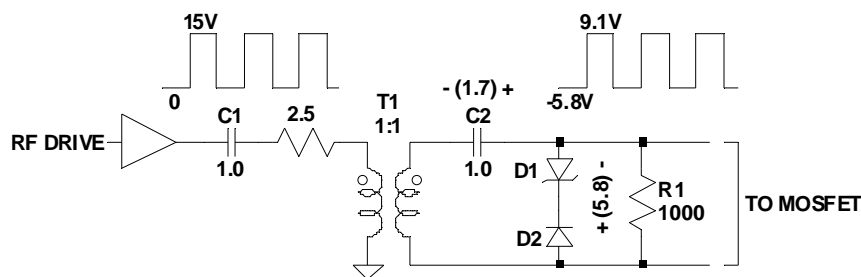 15V
0
9.1V
-5.8V
RF DRIVE
C1
1.0
2.5
T1
1:1
- (1.7) +
C2
1.0
D1
D2
+ (5.8) -
R1
1000
TO MOSFET